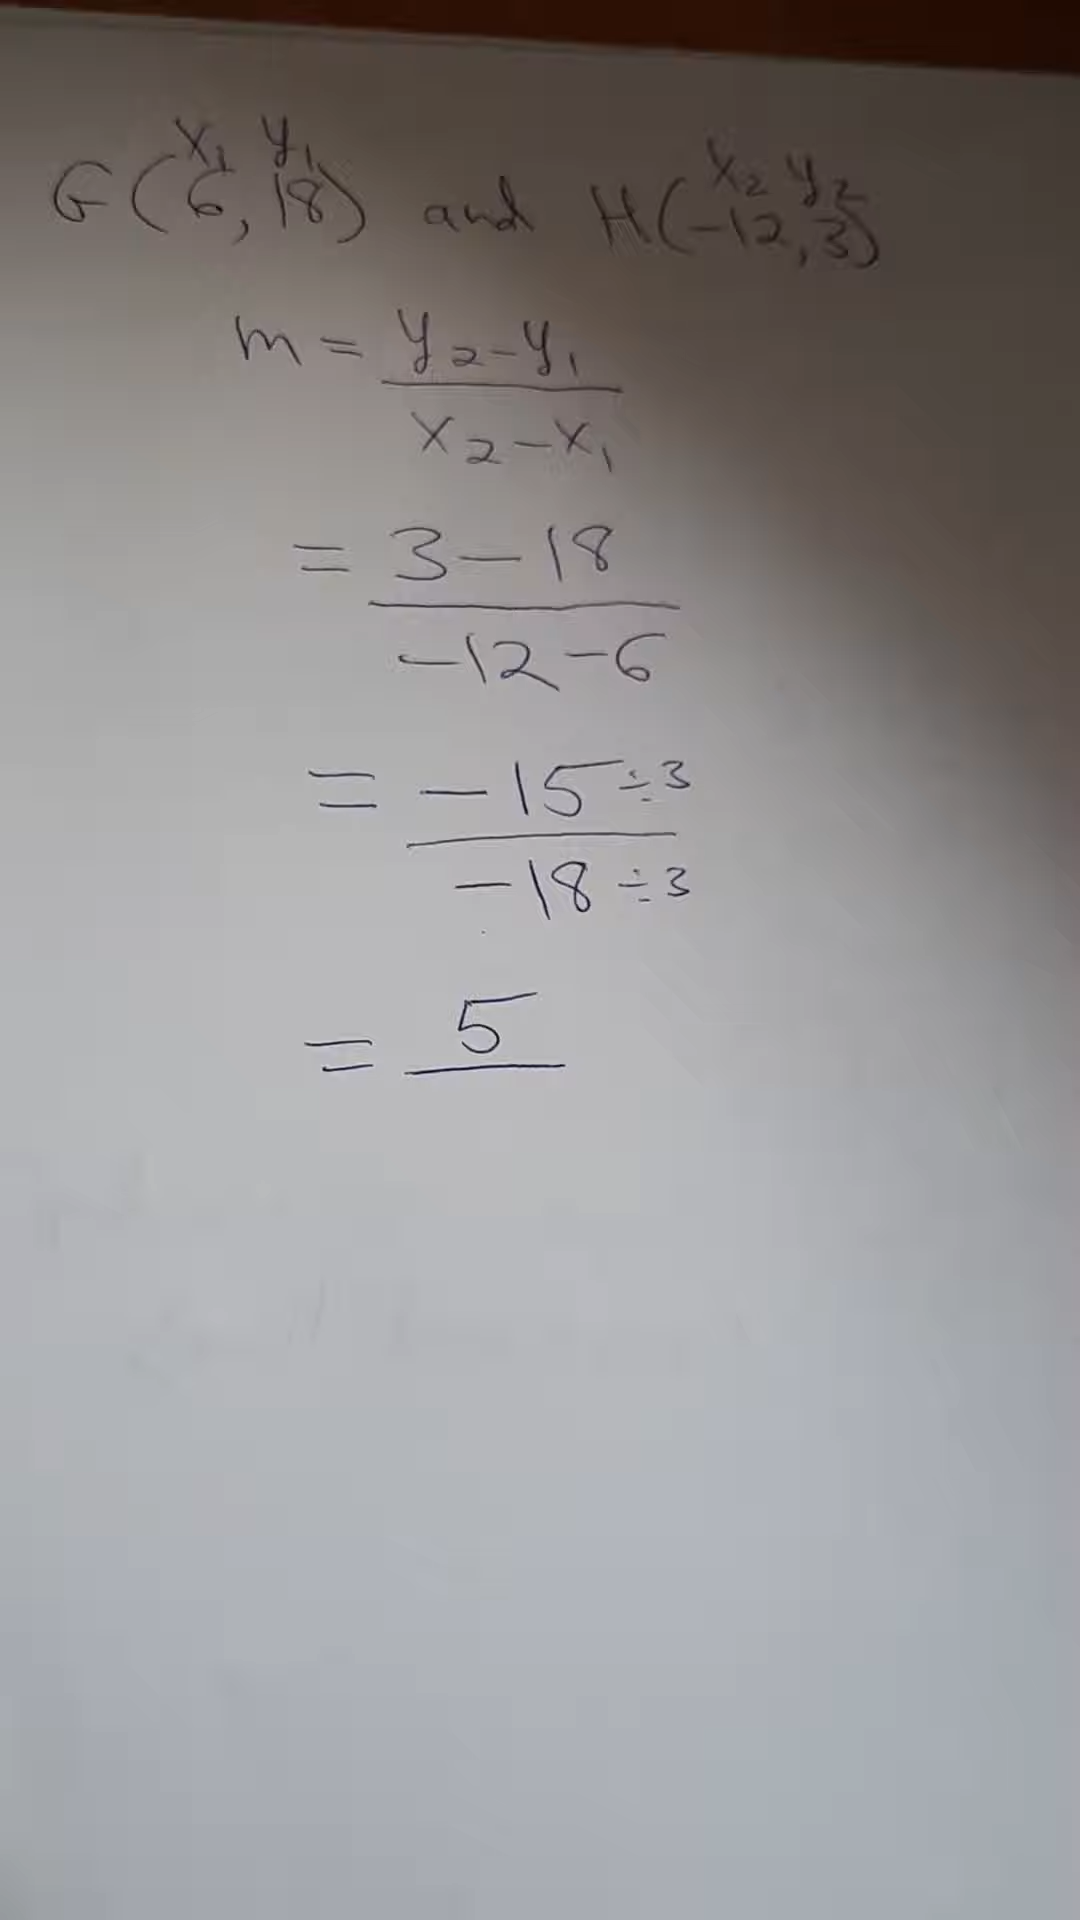 x₁ y₁ x₂ y₂
G(6, 18) and H(-12, 3)
m = y₂-y₁
x₂-x₁
= 3-18
-12-6
= -15÷3
-18÷3
= 5